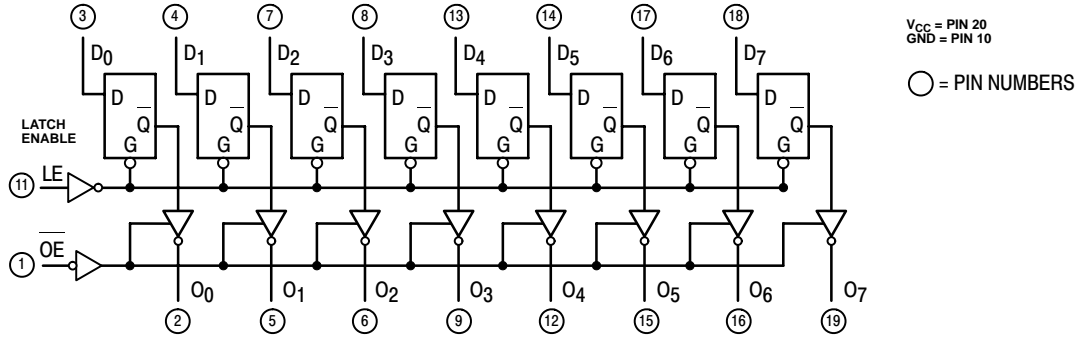 3 4 7 8 13 14 17 18
V_CC = PIN 20
GND = PIN 10
D0 D1 D2 D3 D4 D5 D6 D7
= PIN NUMBERS
D D D D D D D D
Q̅ Q̅ Q̅ Q̅ Q̅ Q̅ Q̅ Q̅
G G G G G G G G
LATCH
ENABLE
11 LE
1 O̅E̅
O0 O1 O2 O3 O4 O5 O6 O7
2 5 6 9 12 15 16 19